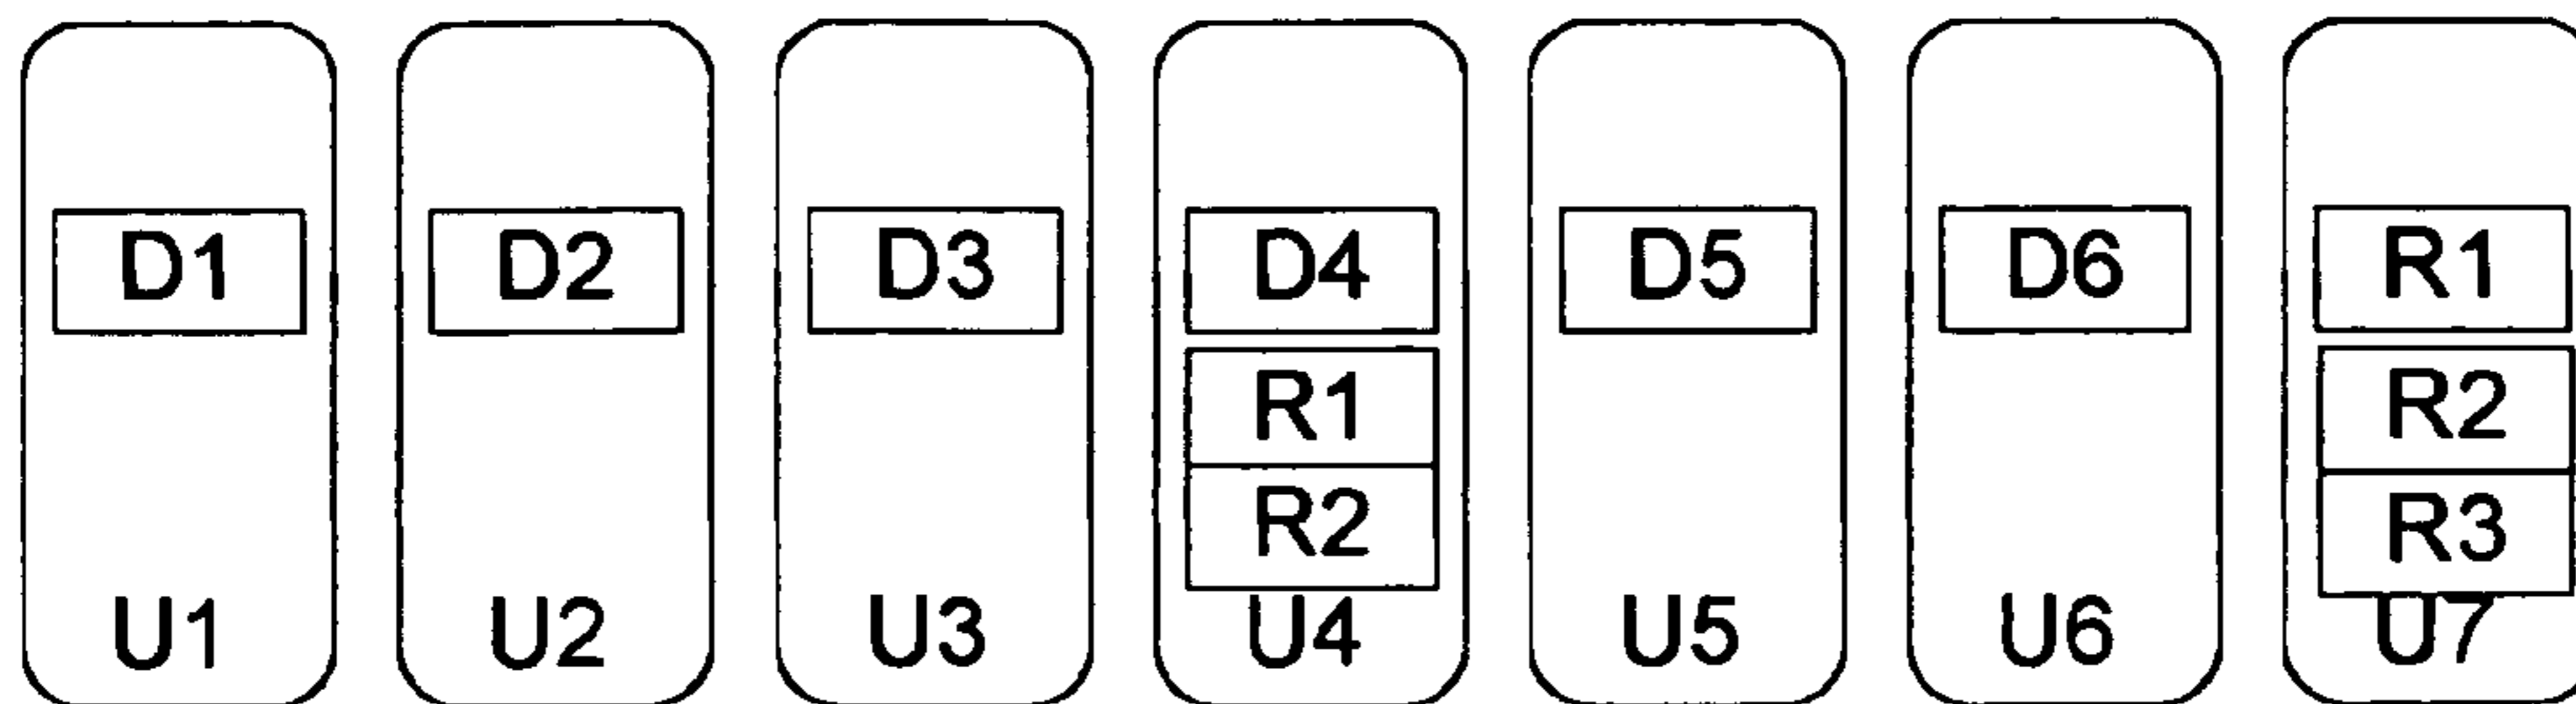 D1 D2 D3 D4 D5 D6 R1
R1 R2
R2 R3
U1 U2 U3 U4 U5 U6 U7